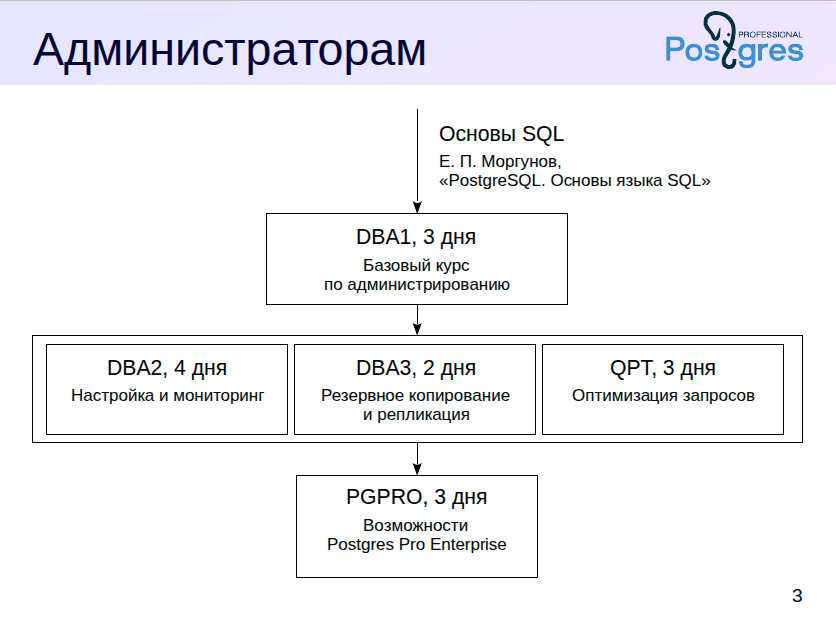 Администраторам
PROFESSIONAL
Postgres
Основы SQL
Е. П. Моргунов,
«PostgreSQL. Основы языка SQL»
DBA1, 3 дня
Базовый курс
по администрированию
DBA2, 4 дня
Настройка и мониторинг
DBA3, 2 дня
Резервное копирование
и репликация
QPT, 3 дня
Оптимизация запросов
PGPRO, 3 дня
Возможности
Postgres Pro Enterprise
3